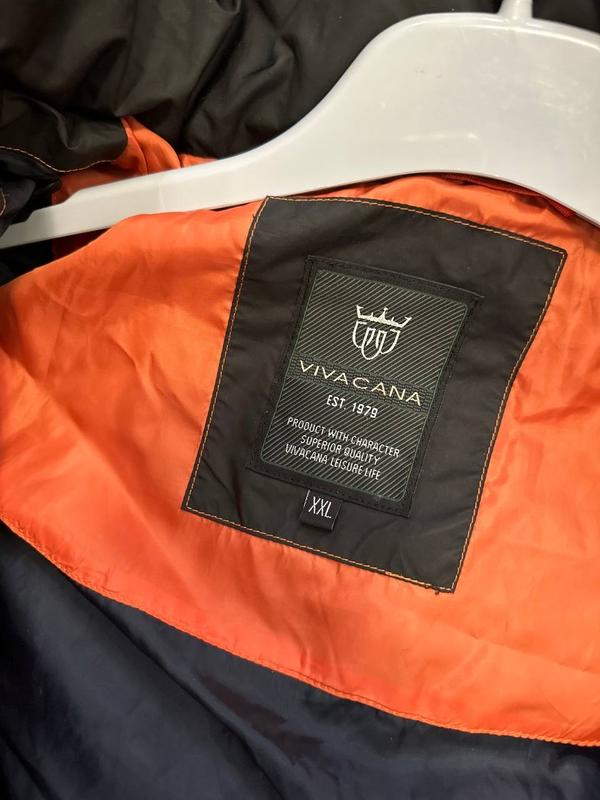 VIVACANA
EST. 1979
PRODUCT WITH CHARACTER
SUPERIOR QUALITY
VIVACANA LEISURE LIFE
XXL